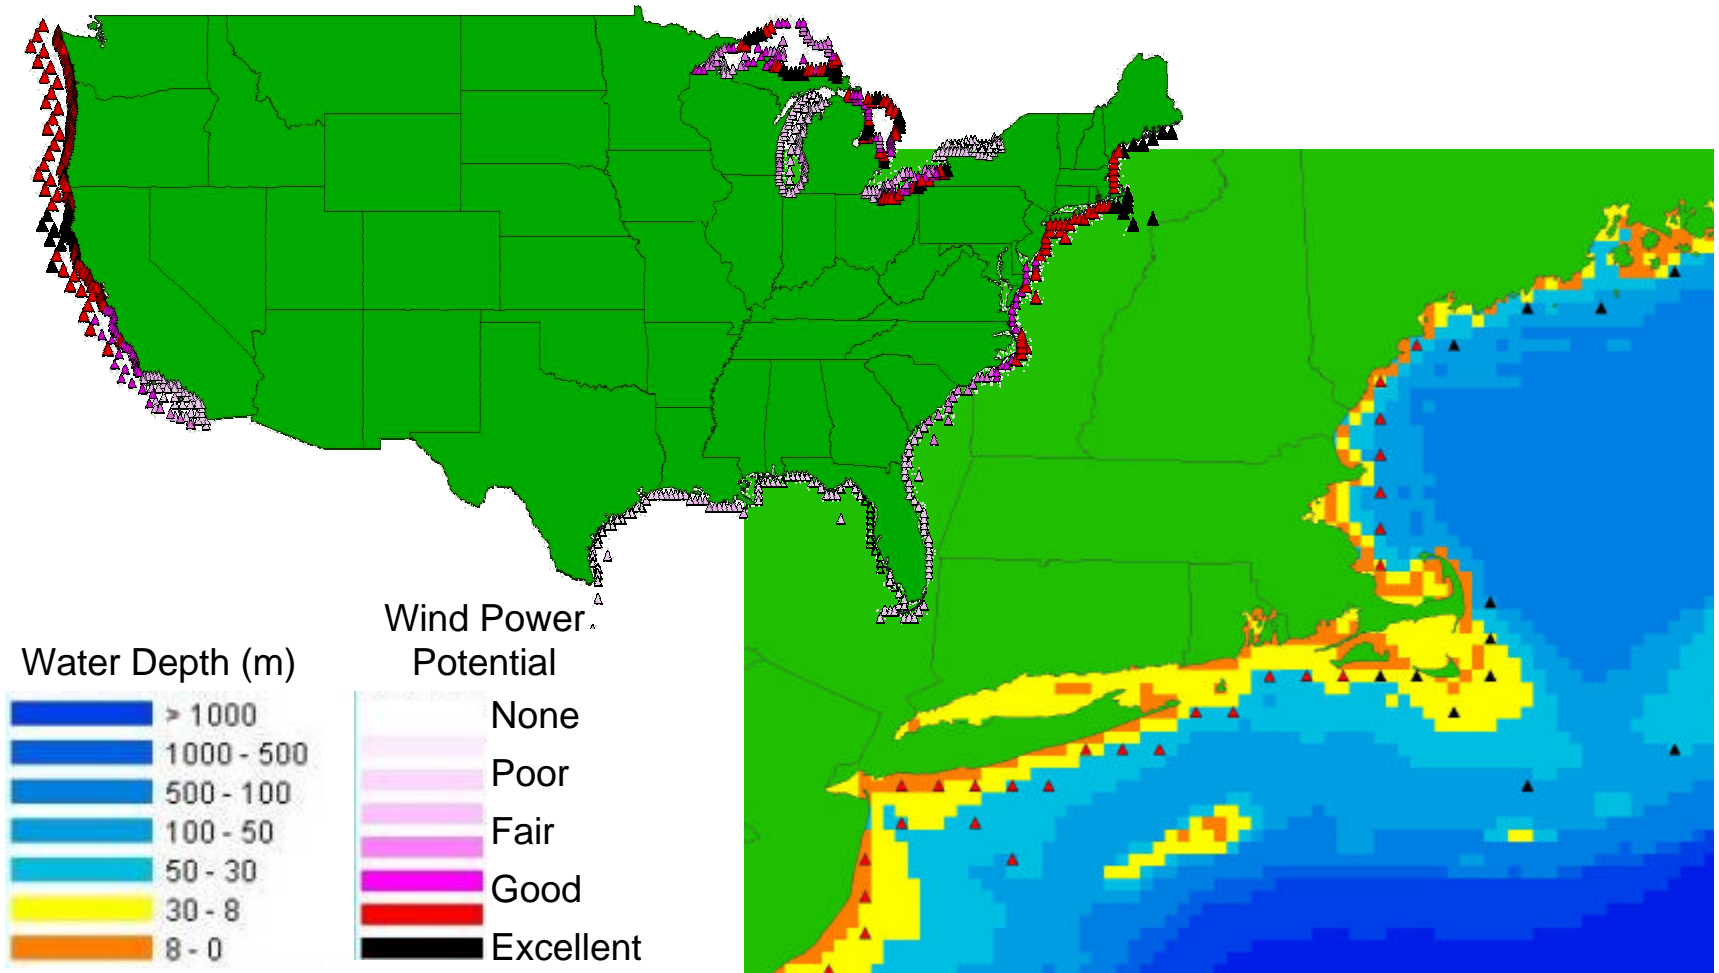 Water Depth (m)
> 1000
1000 - 500
500 - 100
100 - 50
50 - 30
30 - 8
8 - 0
Wind Power
Potential
None
Poor
Fair
Good
Excellent